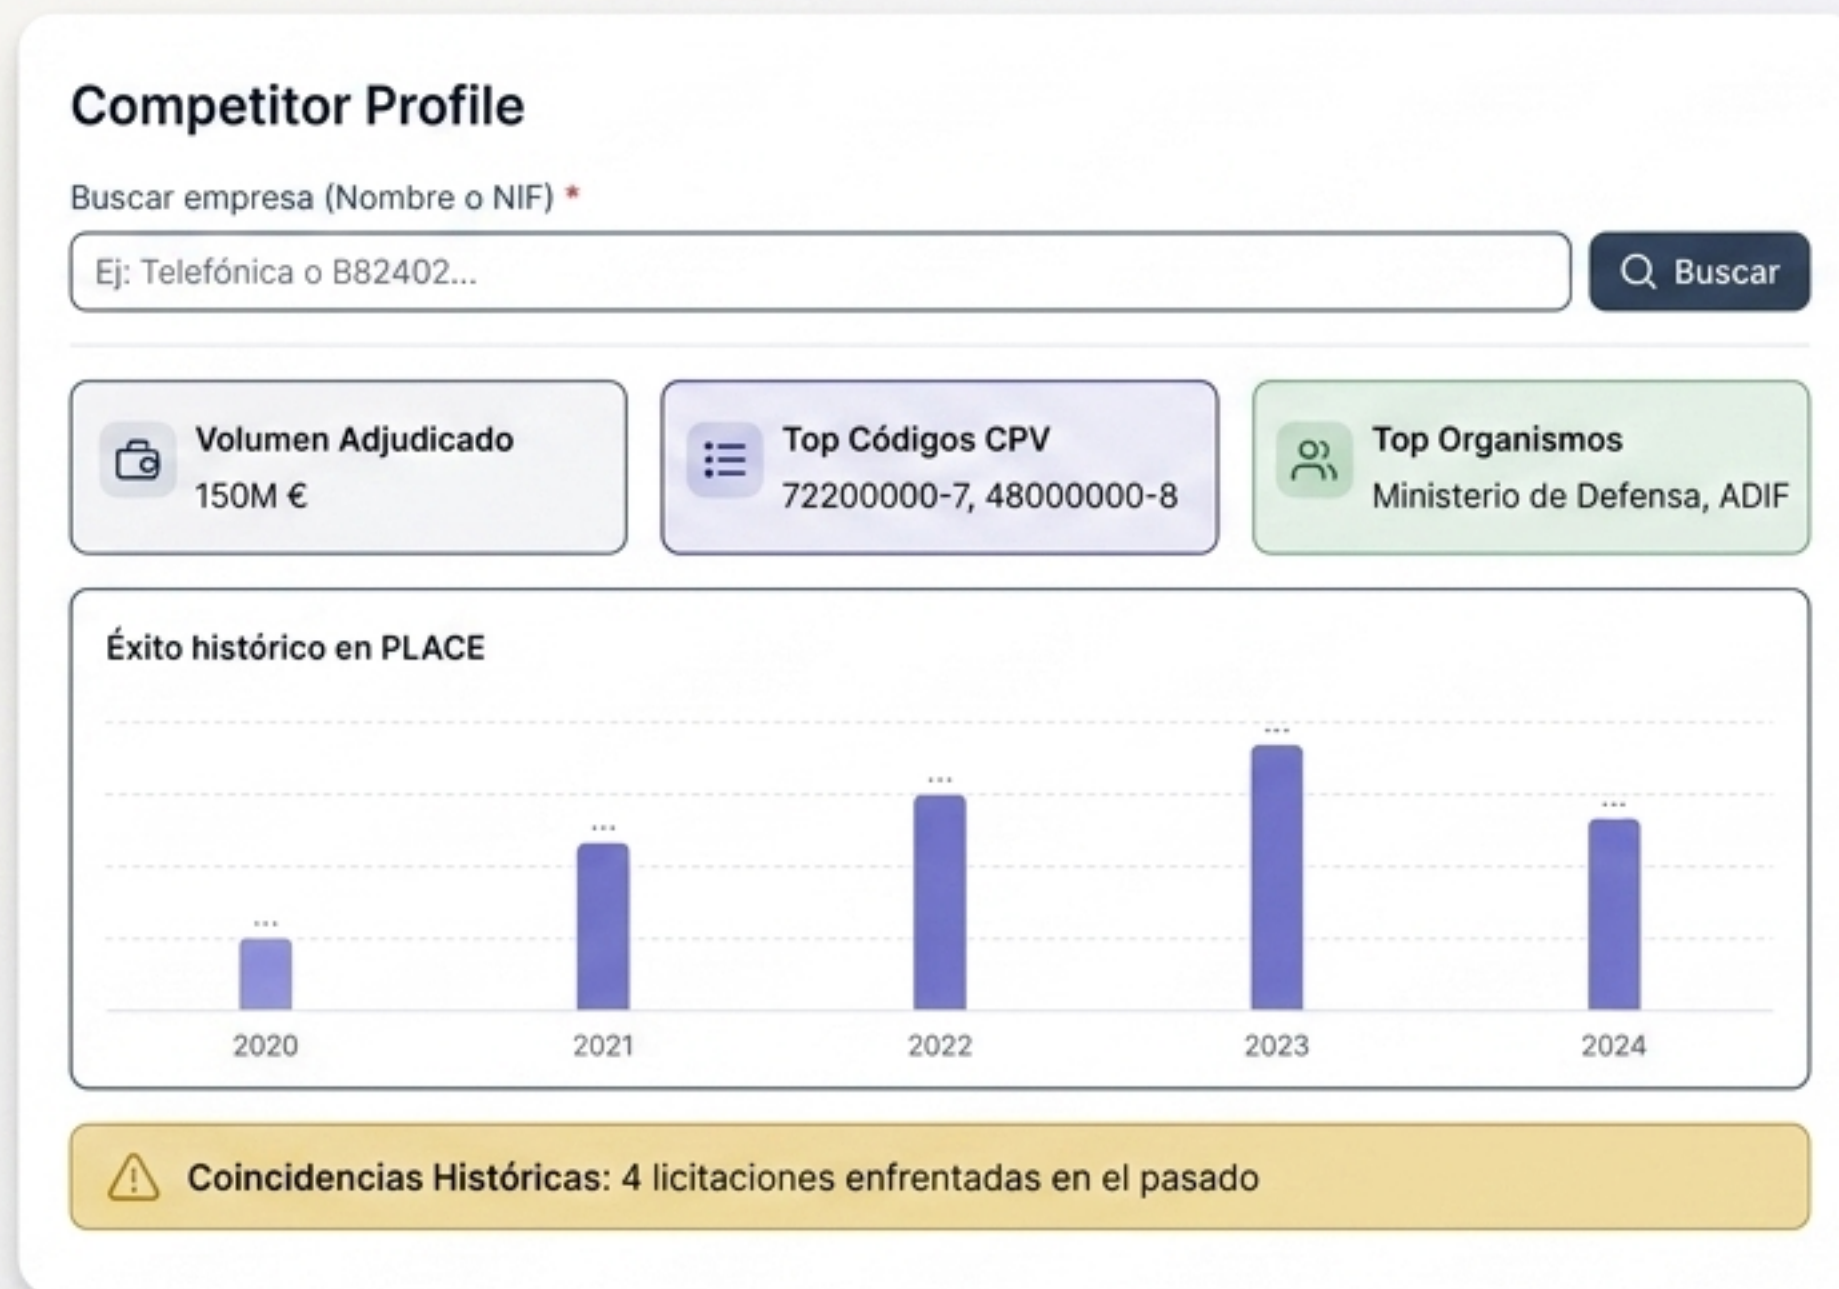 Competitor Profile
Buscar empresa (Nombre o NIF) *
Ej: Telefónica o B82402...
Buscar
Volumen Adjudicado
150M €
Top Códigos CPV
72200000-7, 48000000-8
Top Organismos
Ministerio de Defensa, ADIF
Éxito histórico en PLACE
...
...
...
...
...
2020
2021
2022
2023
2024
Coincidencias Históricas: 4 licitaciones enfrentadas en el pasado